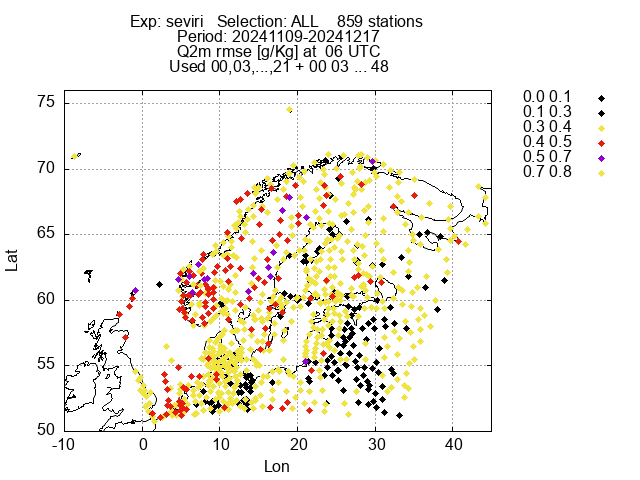 Exp: seviri   Selection: ALL    859 stations
Period: 20241109-20241217
Q2m rmse [g/Kg] at  06 UTC
Used 00,03,...,21 + 00 03 ... 48
0.0 0.1
0.1 0.3
0.3 0.4
0.4 0.5
0.5 0.7
0.7 0.8
75
70
65
60
55
50
Lat
-10 0 10 20 30 40
Lon